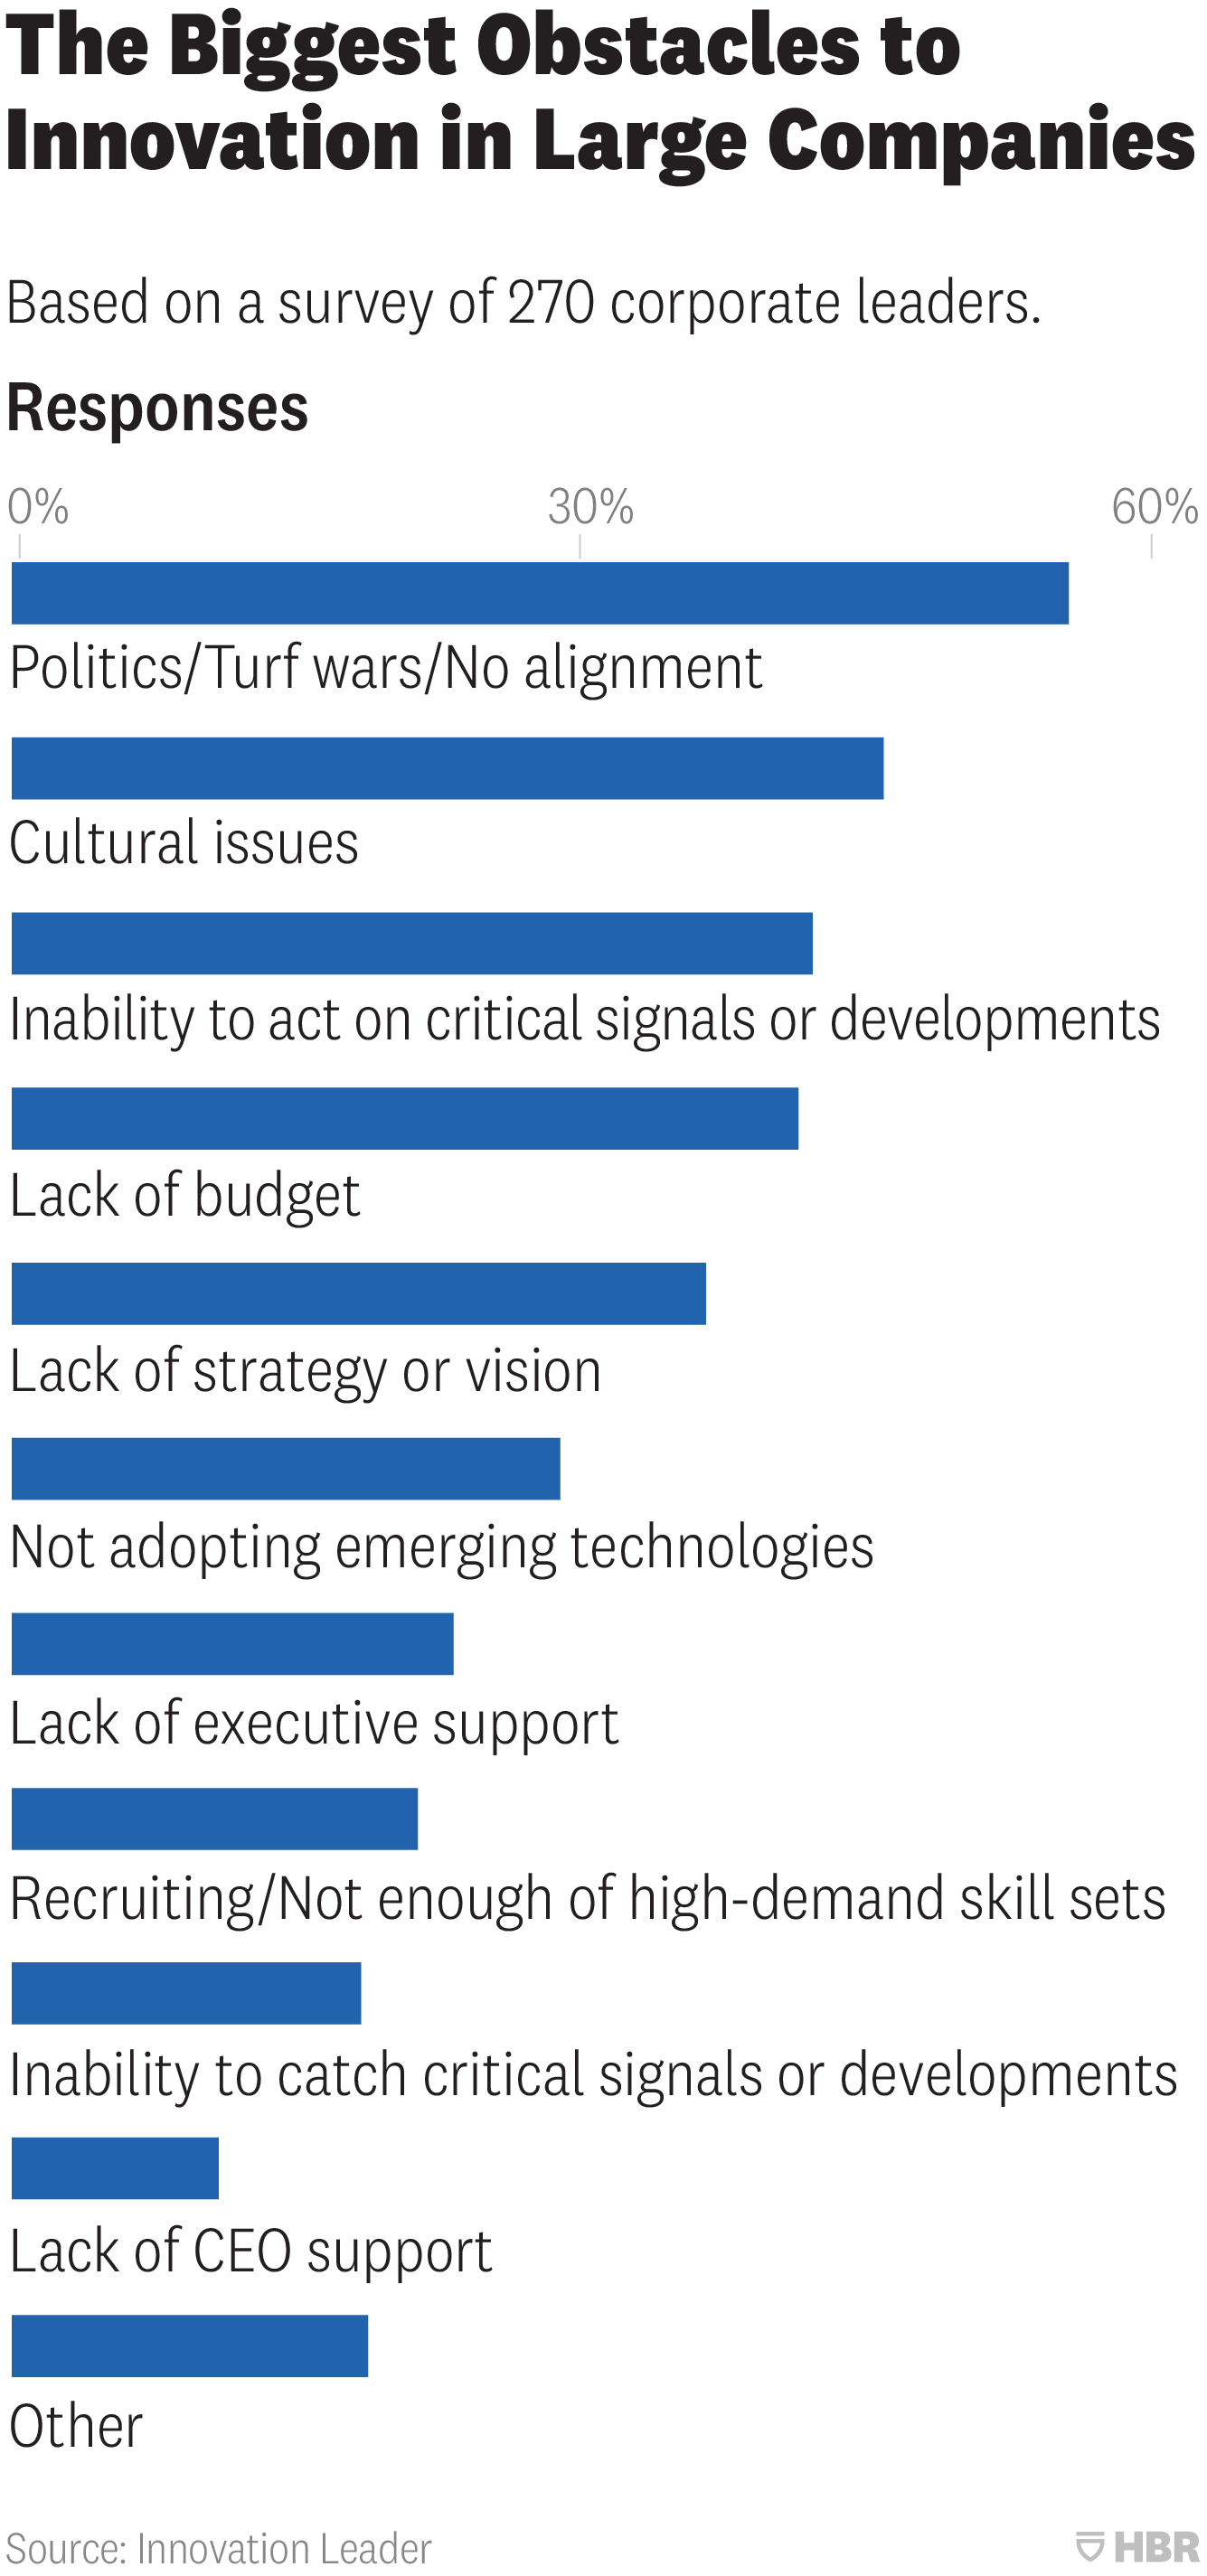 The Biggest Obstacles to
Innovation in Large Companies
Based on a survey of 270 corporate leaders.
Responses
0% 30% 60%
Politics/Turf wars/No alignment
Cultural issues
Inability to act on critical signals or developments
Lack of budget
Lack of strategy or vision
Not adopting emerging technologies
Lack of executive support
Recruiting/Not enough of high-demand skill sets
Inability to catch critical signals or developments
Lack of CEO support
Other
Source: Innovation Leader HBR